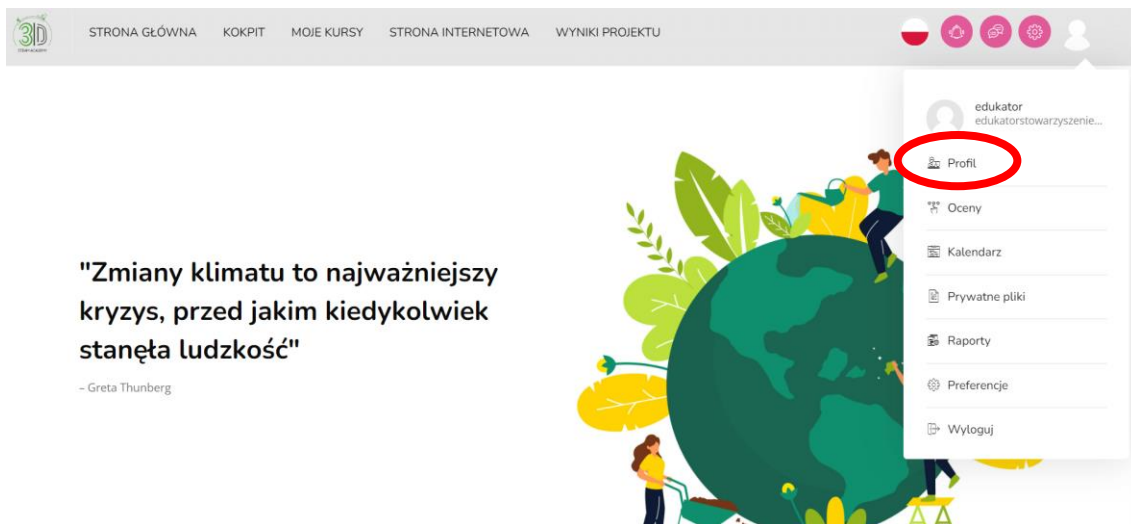 3D
STRONA GŁÓWNA KOKPIT MOJE KURSY STRONA INTERNETOWA WYNIKI PROJEKTU
edukator
edukatorstowarzyszenie...
Profil
Oceny
Kalendarz
Prywatne pliki
Raporty
Preferencje
Wyloguj
"Zmiany klimatu to najważniejszy
kryzys, przed jakim kiedykolwiek
stanęła ludzkość"
– Greta Thunberg